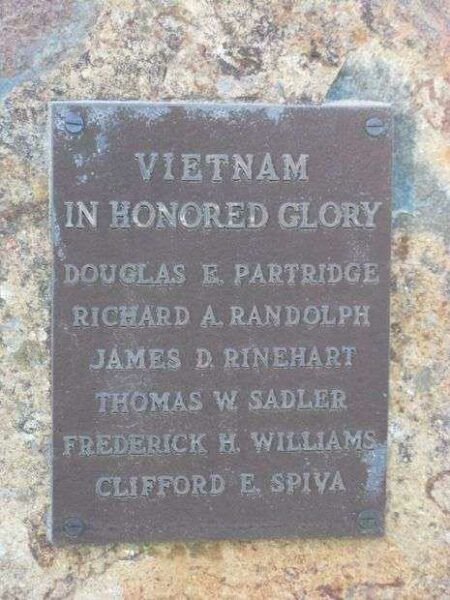 VIETNAM
IN HONORED GLORY
DOUGLAS E. PARTRIDGE
RICHARD A. RANDOLPH
JAMES D. RINEHART
THOMAS W. SADLER
FREDERICK H. WILLIAMS
CLIFFORD E. SPIVA